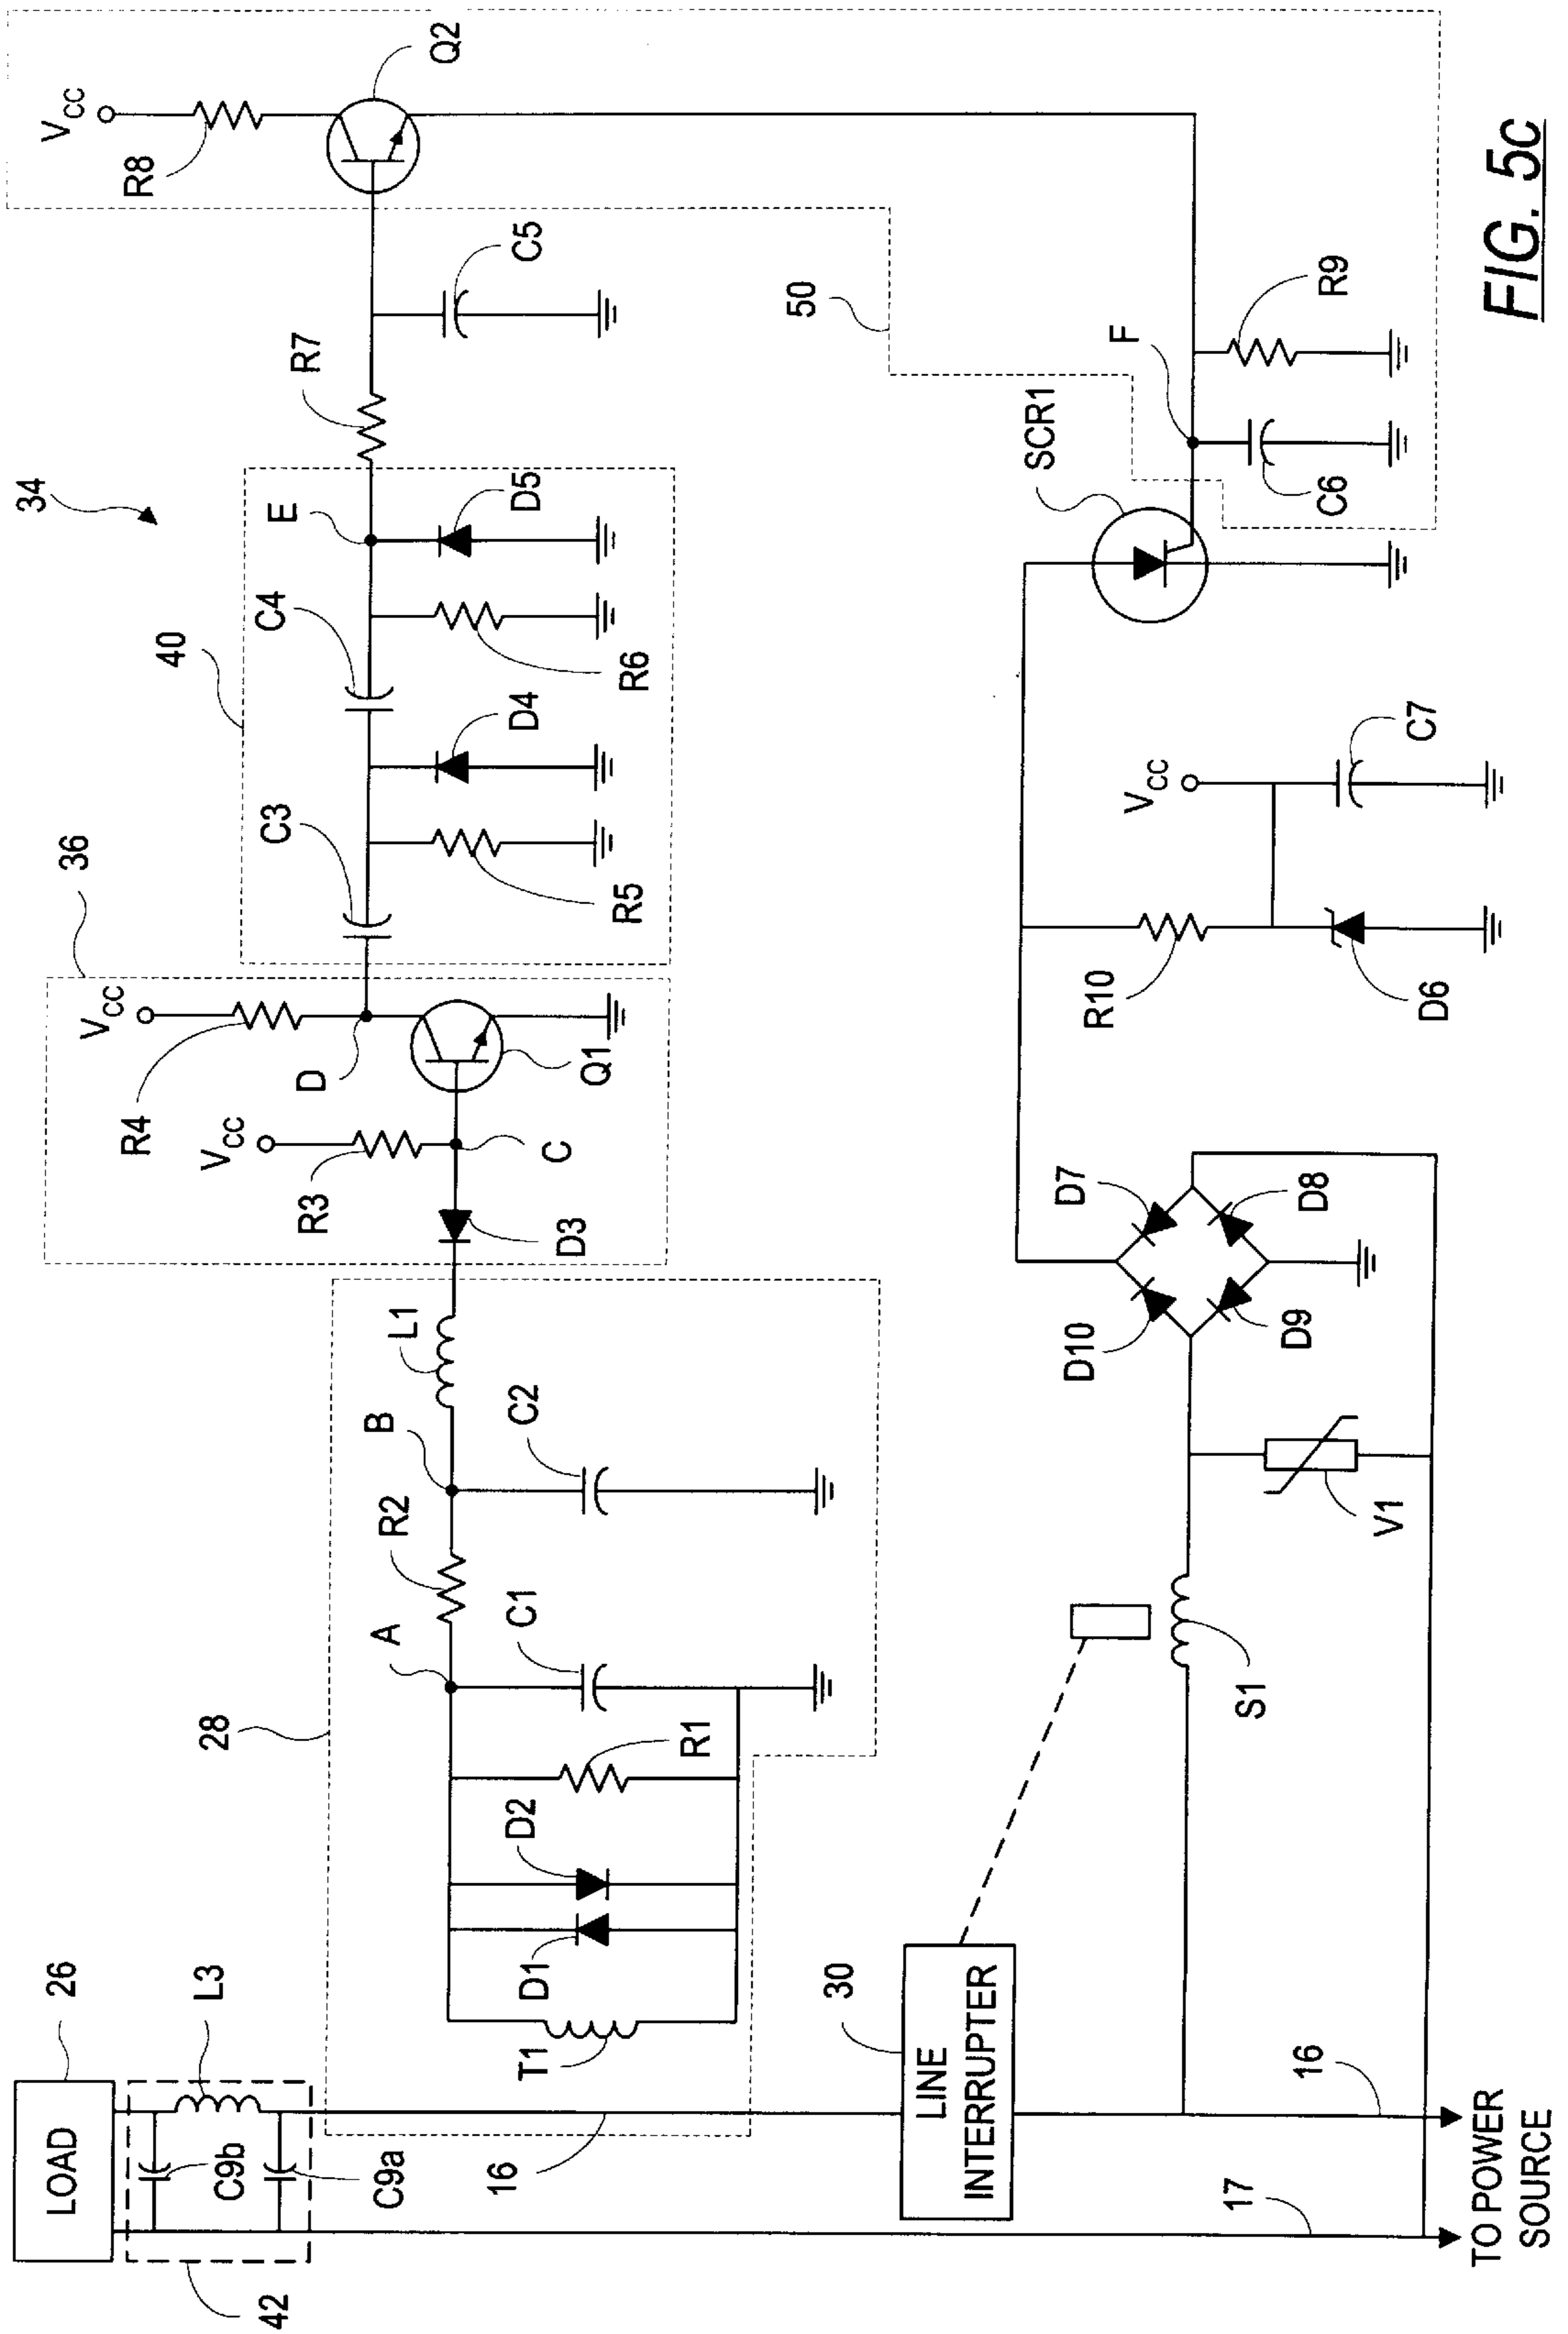 34
36
40
50
VCC
R8
Q2
C5
R7
E
D5
C4
R6
D4
C3
R5
VCC
R4
D
Q1
VCC
R3
C
D3
L1
B
C2
R2
A
C1
28
R1
D2
D1
T1
26
LOAD
L3
C9b
C9a
42
16
30
LINE
INTERRUPTER
S1
V1
D7
D8
D9
D10
R10
D6
VCC
C7
SCR1
F
C6
R9
16
17
TO POWER
SOURCE
FIG. 5c